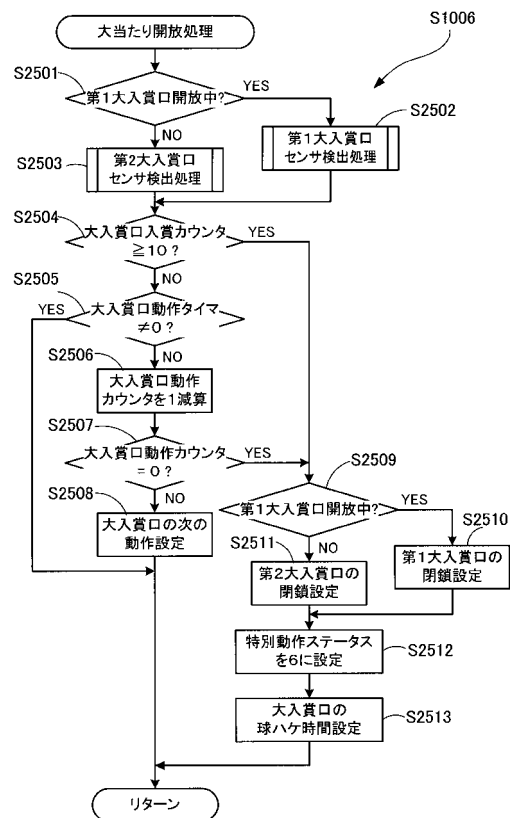 大当たり開放処理
S1006
S2501
第1大入賞口開放中?
YES
NO
S2502
第1大入賞口
センサ検出処理
S2503
第2大入賞口
センサ検出処理
S2504
大入賞口入賞カウンタ
≧10?
YES
NO
S2505
大入賞口動作タイマ
≠0?
YES
NO
S2506
大入賞口動作
カウンタを1減算
S2507
大入賞口動作カウンタ
=0?
YES
NO
S2508
大入賞口の次の
動作設定
S2509
第1大入賞口開放中?
YES
NO
S2510
第1大入賞口の
閉鎖設定
S2511
第2大入賞口の
閉鎖設定
特別動作ステータス
を6に設定
S2512
大入賞口の
球ハケ時間設定
S2513
リターン